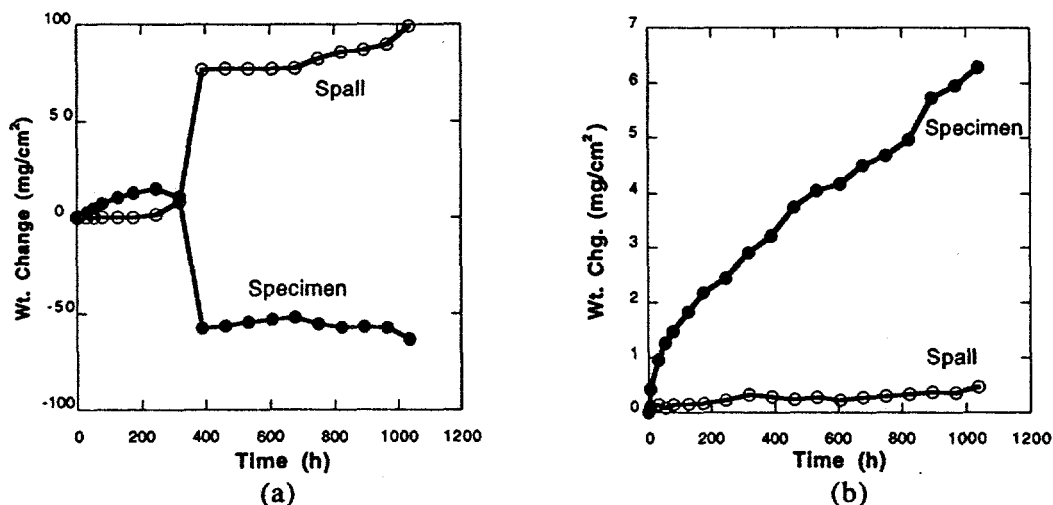 100
50
0
-50
-100
Wt. Change (mg/cm²)
Spall
Specimen
0 200 400 600 800 1000 1200
Time (h)
(a)
7
6
5
4
3
2
1
0
Wt. Chg. (mg/cm²)
Specimen
Spall
0 200 400 600 800 1000 1200
Time (h)
(b)